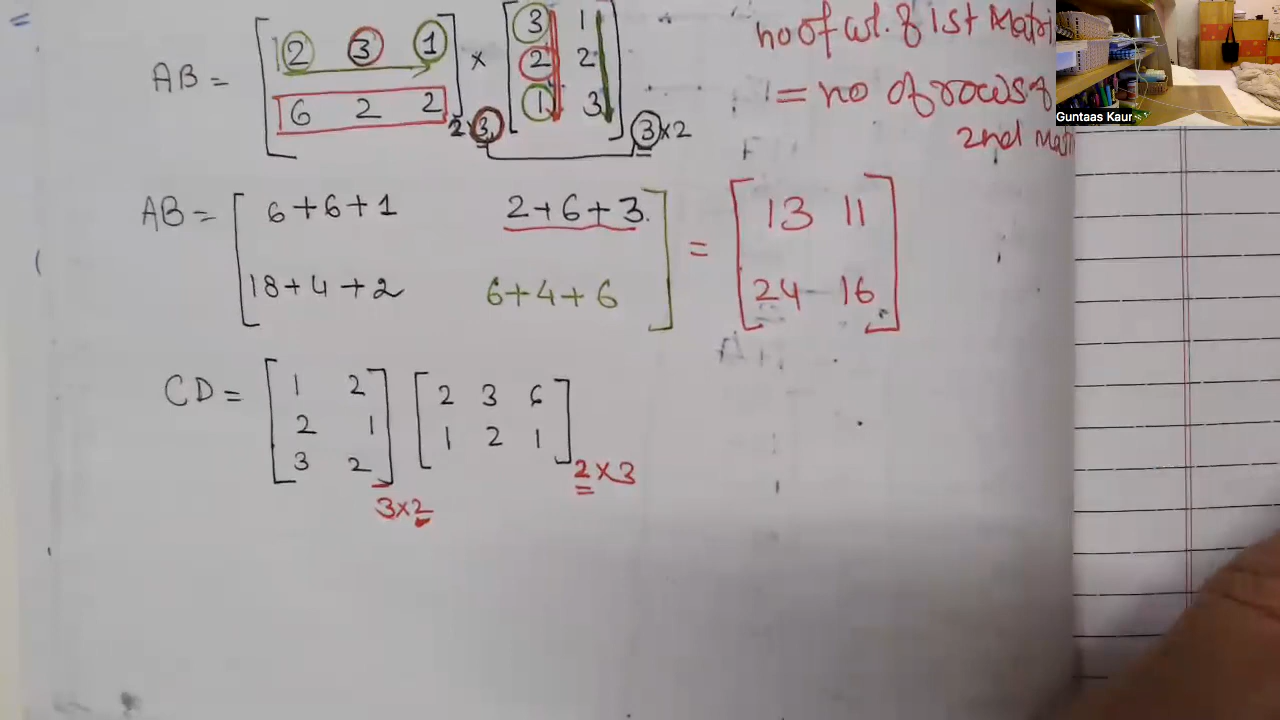 no of col. of 1st Matri
= no of rows of
2nd Mat
Guntaas Kaur
AB = [2 3 1
6 2 2] 2×3 × [3 1
2 2
1 3] 3×2
AB = [6+6+1 2+6+3
18+4+2 6+4+6] = [13 11
24 16]
CD = [1 2
2 1
3 2] 3×2 [2 3 6
1 2 1] 2×3